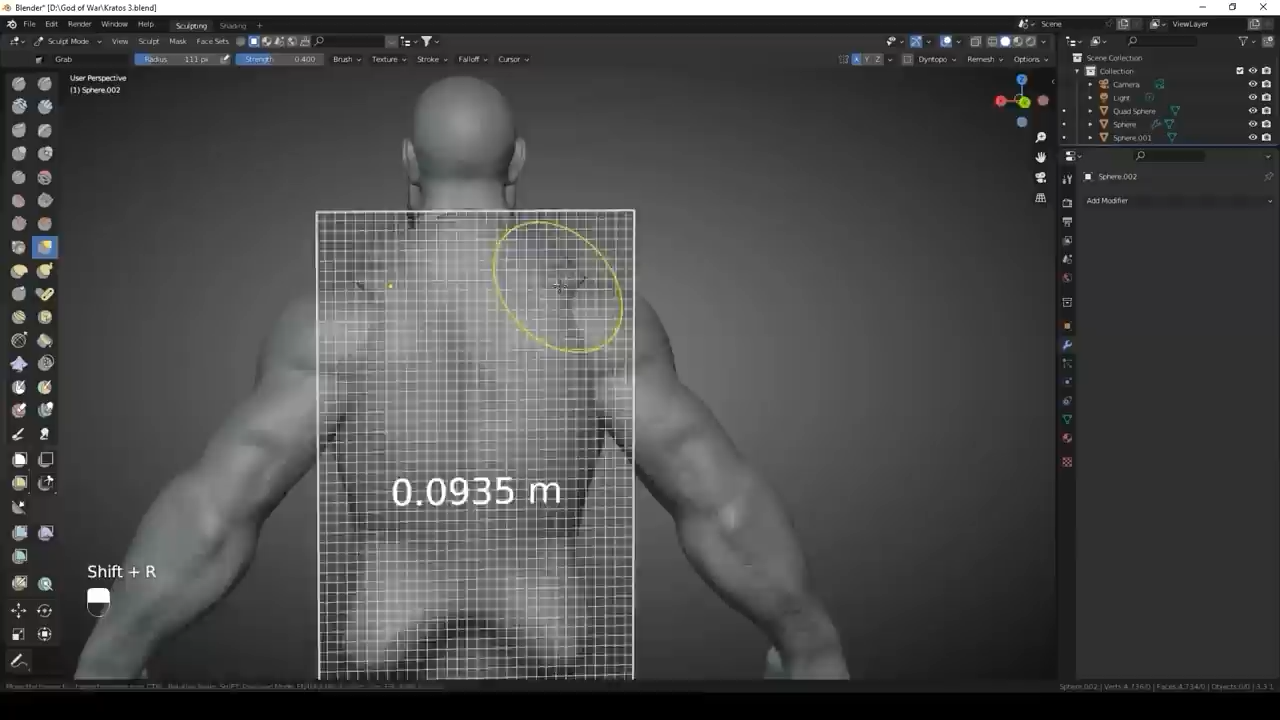 Blender* [D:\God of War\Kratos 3.blend]
File Edit Render Window Help Sculpting Shading Scene ViewLayer
Sculpt Mode View Sculpt Mask Face Sets
Grab Radius 111 px Strength 0.400 Brush Texture Stroke Falloff Cursor X Y Z Dyntopo Remesh Options
User Perspective
(1) Sphere.002
Scene Collection
Collection
Camera
Light
Quad Sphere
Sphere
Sphere.001
Sphere.002
Add Modifier
0.0935 m
Shift + R